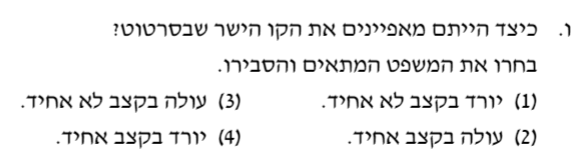 ו. כיצד הייתם מאפיינים את הקו הישר שבסרטוט?
בחרו את המשפט המתאים והסבירו.
(1) יורד בקצב לא אחיד. (3) עולה בקצב לא אחיד.
(2) עולה בקצב אחיד. (4) יורד בקצב אחיד.